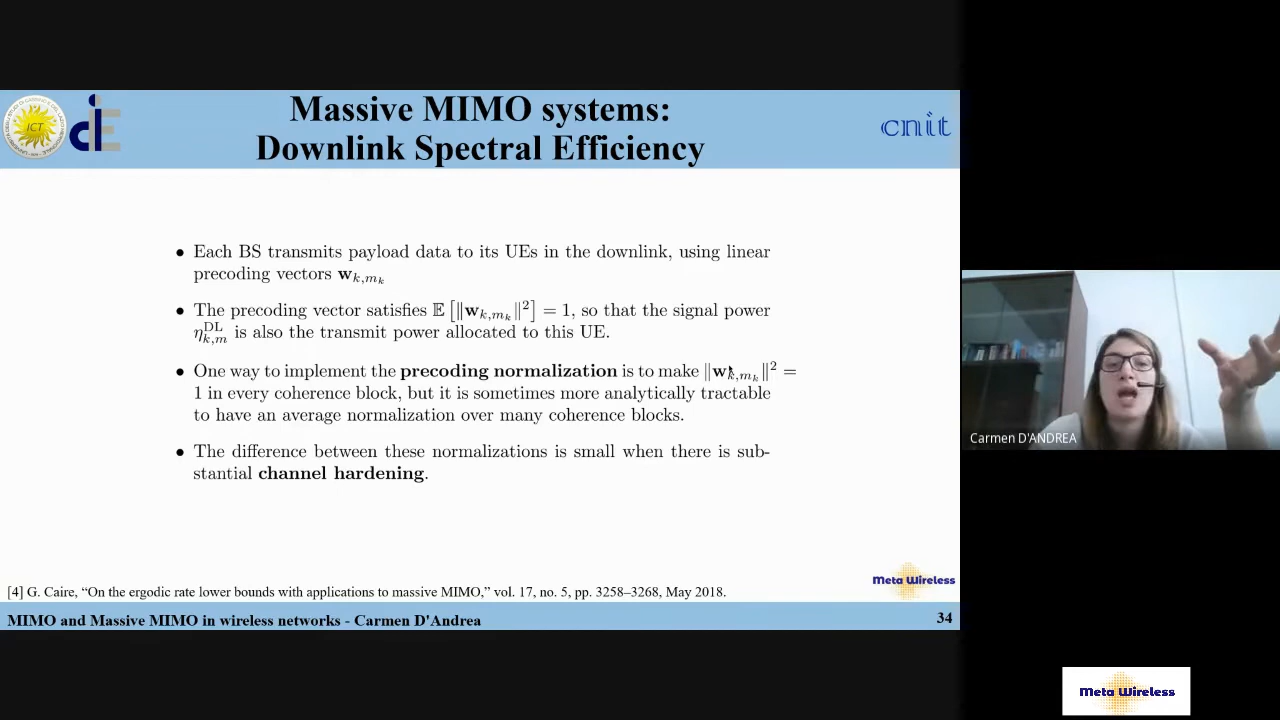 Massive MIMO systems:
Downlink Spectral Efficiency
ICT
cnit
• Each BS transmits payload data to its UEs in the downlink, using linear
precoding vectors w_{k,m_k}
• The precoding vector satisfies 𝔼 [‖w_{k,m_k}‖²] = 1, so that the signal power
η_{k,m}^{DL} is also the transmit power allocated to this UE.
• One way to implement the precoding normalization is to make ‖w_{k,m_k}‖² =
1 in every coherence block, but it is sometimes more analytically tractable
to have an average normalization over many coherence blocks.
• The difference between these normalizations is small when there is sub-
stantial channel hardening.
Carmen D'ANDREA
Meta Wireless
[4] G. Caire, “On the ergodic rate lower bounds with applications to massive MIMO,” vol. 17, no. 5, pp. 3258–3268, May 2018.
MIMO and Massive MIMO in wireless networks - Carmen D'Andrea
34
Meta Wireless